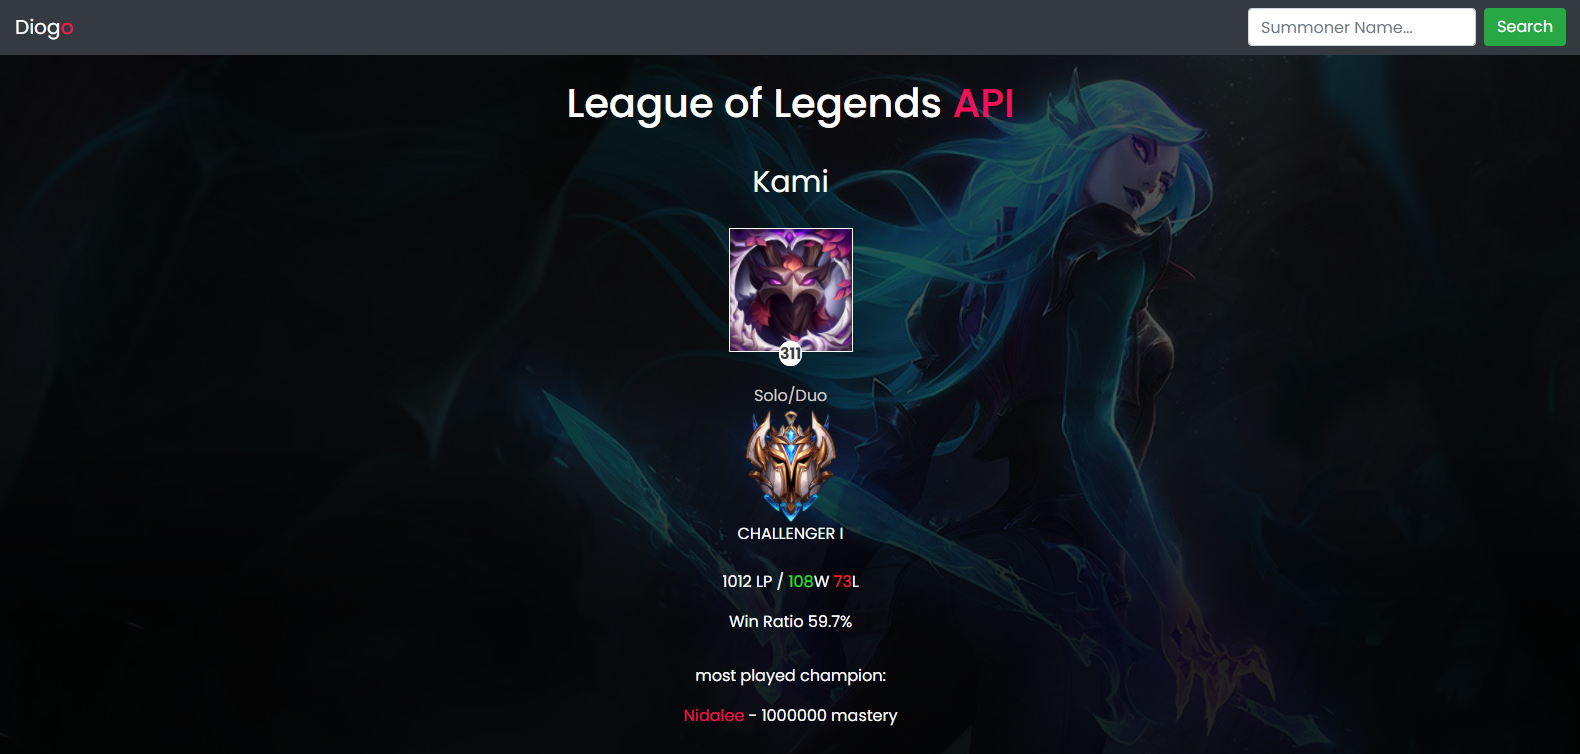 Diogo
Summoner Name...
Search
League of Legends API
Kami
311
Solo/Duo
CHALLENGER I
1012 LP / 108W 73L
Win Ratio 59.7%
most played champion:
Nidalee - 1000000 mastery